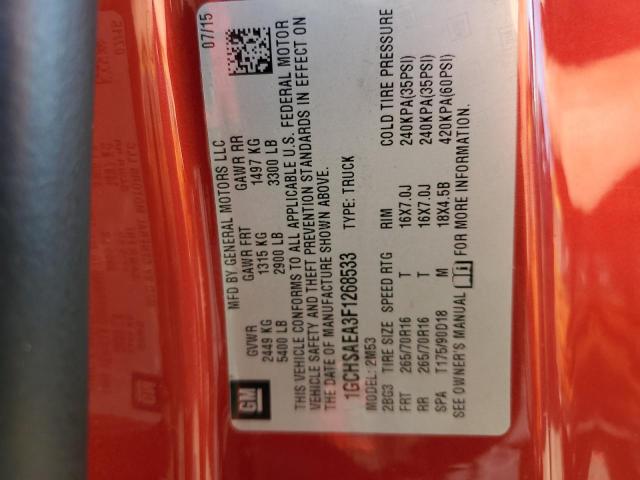 MFD BY GENERAL MOTORS LLC 07/15
GVWR GAWR FRT GAWR RR
2449 KG 1315 KG 1497 KG
5400 LB 2900 LB 3300 LB
GM
THIS VEHICLE CONFORMS TO ALL APPLICABLE U.S. FEDERAL MOTOR
VEHICLE SAFETY AND THEFT PREVENTION STANDARDS IN EFFECT ON
THE DATE OF MANUFACTURE SHOWN ABOVE.
1GCHSAEA3F1268533 TYPE: TRUCK
MODEL: 2M53
2BG3 TIRE SIZE SPEED RTG RIM COLD TIRE PRESSURE
FRT 265/70R16 T 16X7.0J 240KPA(35PSI)
RR 265/70R16 T 16X7.0J 240KPA(35PSI)
SPA T175/90D18 M 18X4.5B 420KPA(60PSI)
SEE OWNER'S MANUAL FOR MORE INFORMATION.